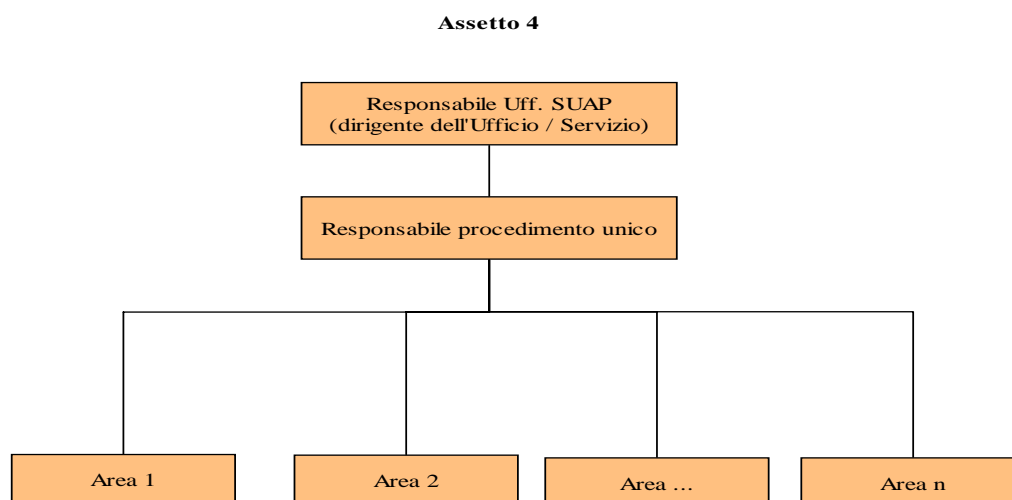 Assetto 4
Responsabile Uff. SUAP
(dirigente dell'Ufficio / Servizio)
Responsabile procedimento unico
Area 1
Area 2
Area ...
Area n